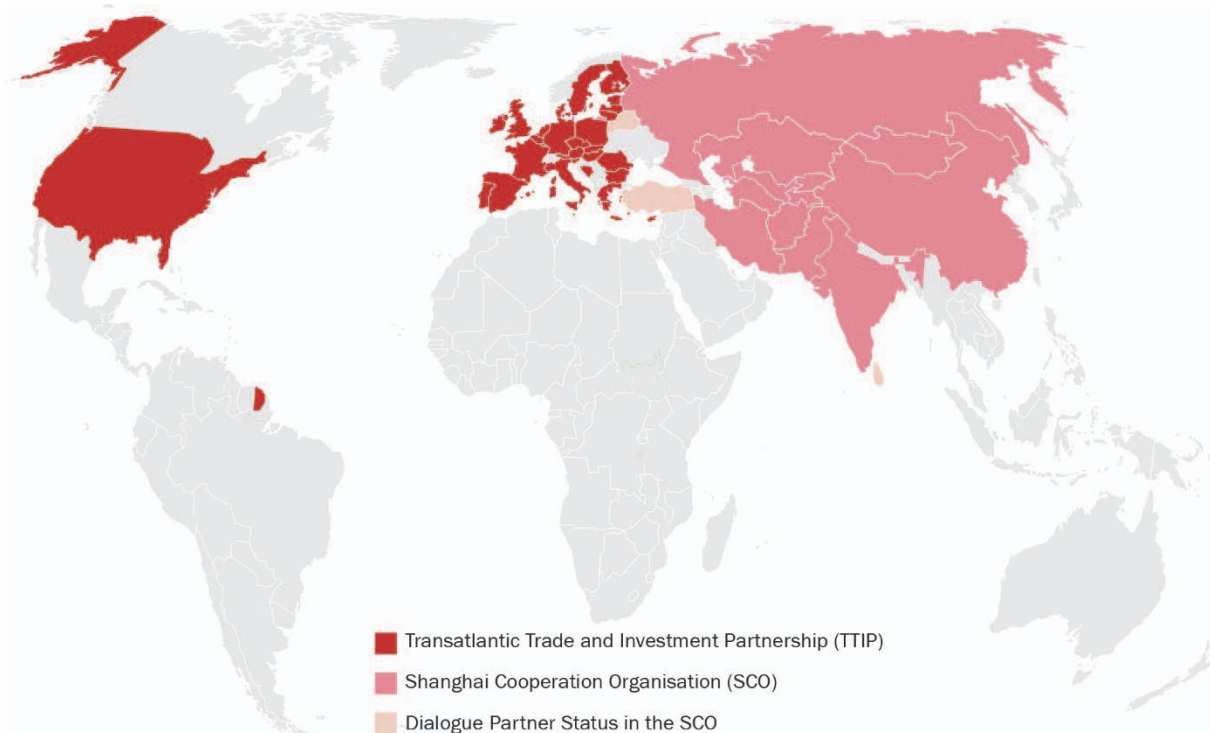 Transatlantic Trade and Investment Partnership (TTIP)
Shanghai Cooperation Organisation (SCO)
Dialogue Partner Status in the SCO